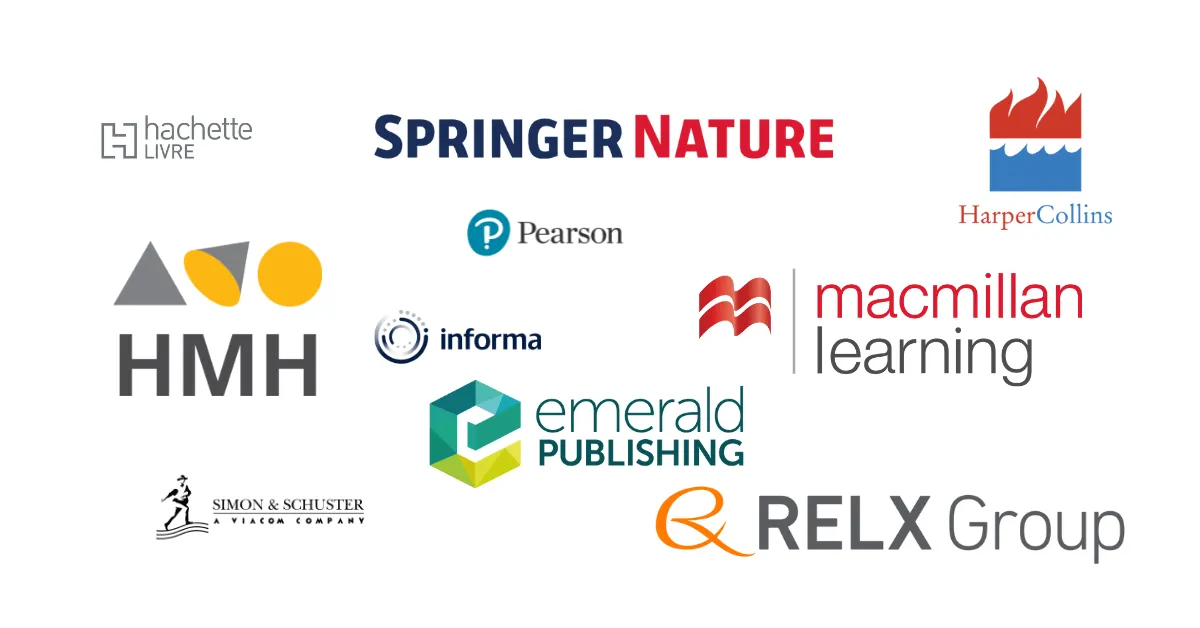 hachette
LIVRE
SPRINGER NATURE
HarperCollins
Pearson
HMH
informa
macmillan
learning
emerald
PUBLISHING
SIMON & SCHUSTER
A VIACOM COMPANY
RELX Group